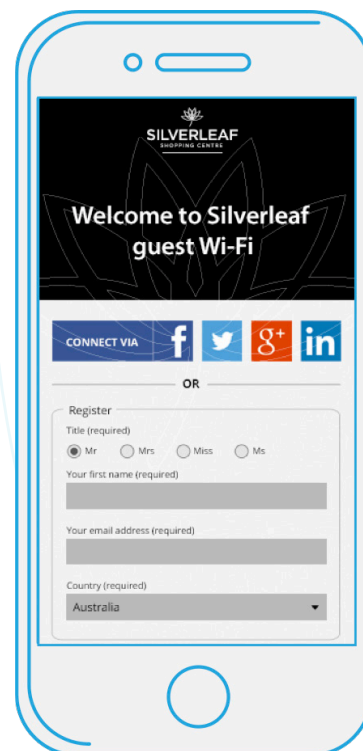 SILVERLEAF
SHOPPING CENTRE
Welcome to Silverleaf
guest Wi-Fi
CONNECT VIA f g+ in
OR
Register
Title (required)
Mr Mrs Miss Ms
Your first name (required)
Your email address (required)
Country (required)
Australia